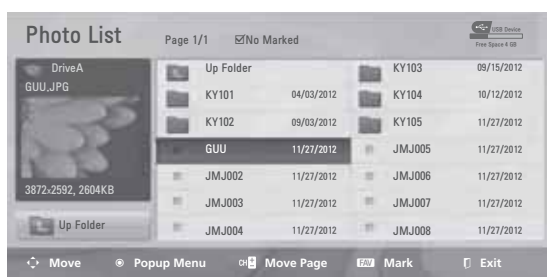 Photo List
Page 1/1
☑No Marked
USB Device
Free Space 4 GB
DriveA
GUU,JPG
3872x2592, 2604KB
Up Folder
Up Folder
KY101 04/03/2012
KY102 09/03/2012
GUU 11/27/2012
JMJ002 11/27/2012
JMJ003 11/27/2012
JMJ004 11/27/2012
KY103 09/15/2012
KY104 10/12/2012
KY105 11/27/2012
JMJ005 11/27/2012
JMJ006 11/27/2012
JMJ007 11/27/2012
JMJ008 11/27/2012
Move
Popup Menu
CH Move Page
FAV Mark
Exit